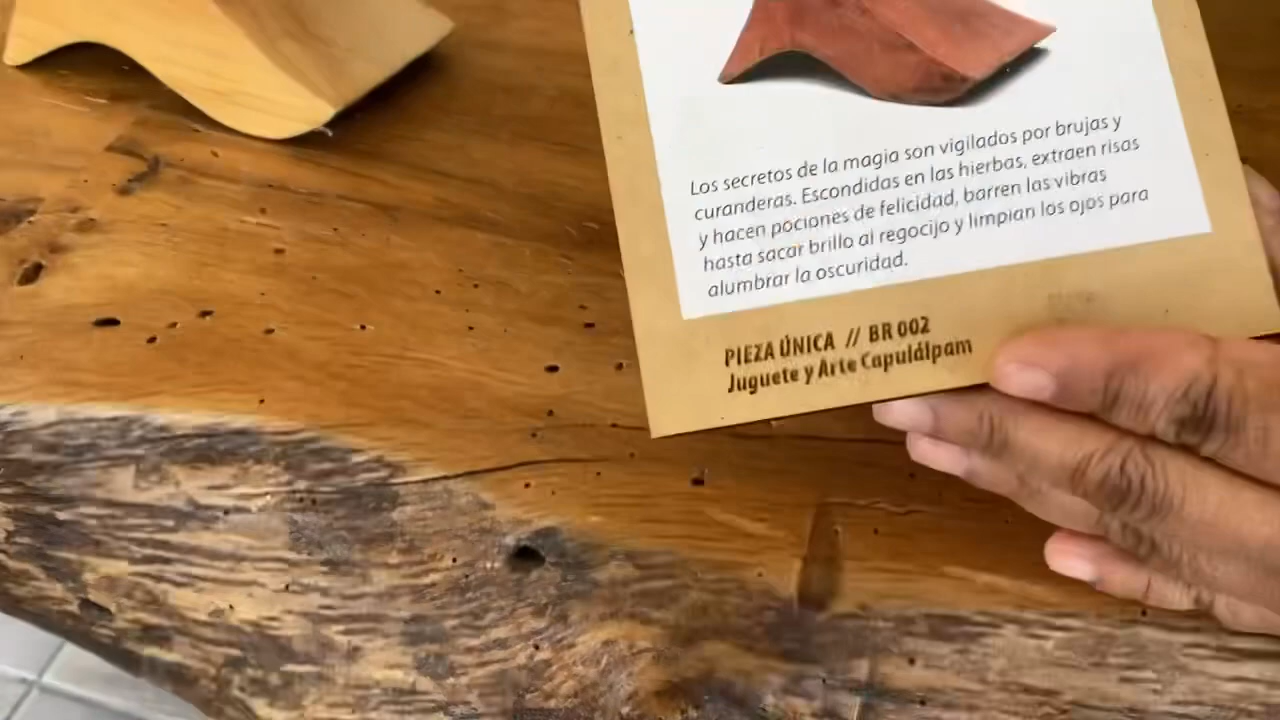 Los secretos de la magia son vigilados por brujas y
curanderas. Escondidas en las hierbas, extraen risas
y hacen pociones de felicidad, barren las vibras
hasta sacar brillo al regocijo y limpian los ojos para
alumbrar la oscuridad.
PIEZA ÚNICA // BR 002
Juguete y Arte Capulálpam